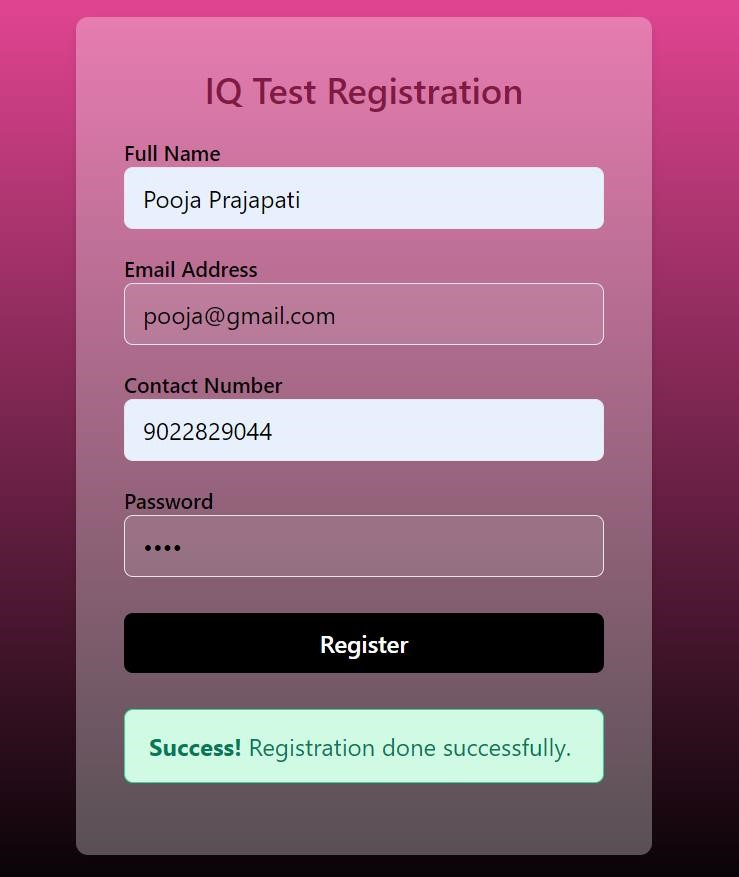 IQ Test Registration
Full Name
Pooja Prajapati
Email Address
pooja@gmail.com
Contact Number
9022829044
Password
••••
Register
Success! Registration done successfully.